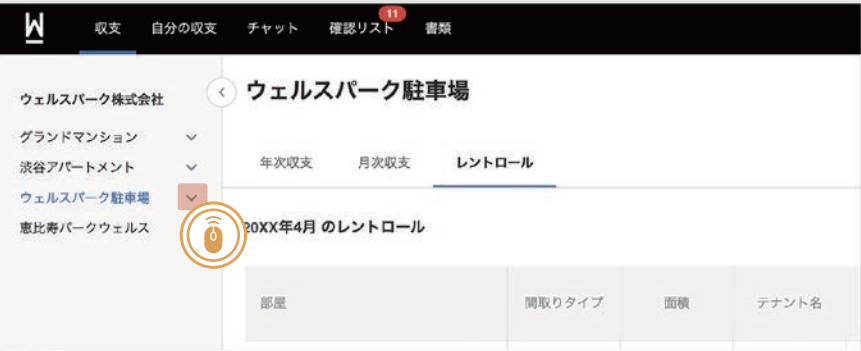 W
収支 自分の収支 チャット 確認リスト 11 書類
ウェルスパーク株式会社
グランドマンション
渋谷アパートメント
ウェルスパーク駐車場
恵比寿パークウェルス
ウェルスパーク駐車場
年次収支 月次収支 レントロール
20XX年4月 のレントロール
部屋 間取りタイプ 面積 テナント名